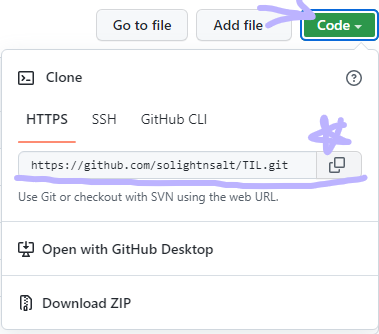 Go to file
Add file
Code
Clone
HTTPS
SSH
GitHub CLI
https://github.com/solightnsalt/TIL.git
Use Git or checkout with SVN using the web URL.
Open with GitHub Desktop
Download ZIP